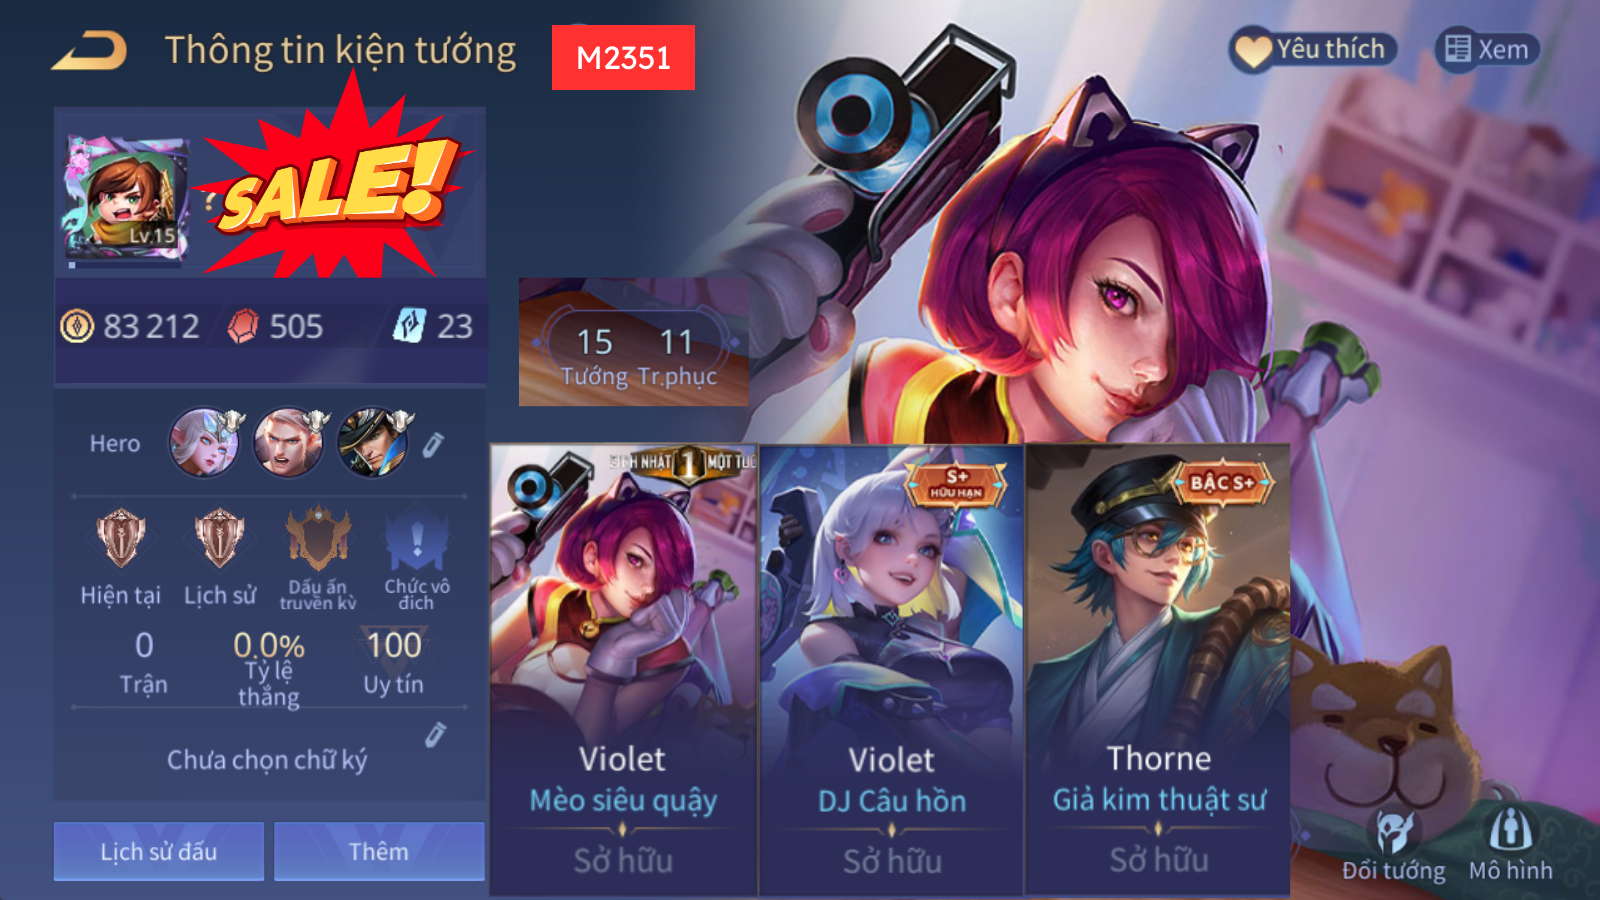 Thông tin kiện tướng
M2351
Yêu thích
Xem
SALE!
?
Lv.15
83 212
505
23
15 11
Tướng Tr.phục
Hero
Hiện tại
Lịch sử
Dấu ấn
truyền kỳ
Chức vô
địch
0
Trận
0.0%
Tỷ lệ
thắng
100
Uy tín
Chưa chọn chữ ký
Lịch sử đấu
Thêm
NHẤT 1 MỘT
Violet
Mèo siêu quậy
Sở hữu
S+
HỮU HẠN
Violet
DJ Câu hồn
Sở hữu
BẬC S+
Thorne
Giả kim thuật sư
Sở hữu
Đổi tướng
Mô hình